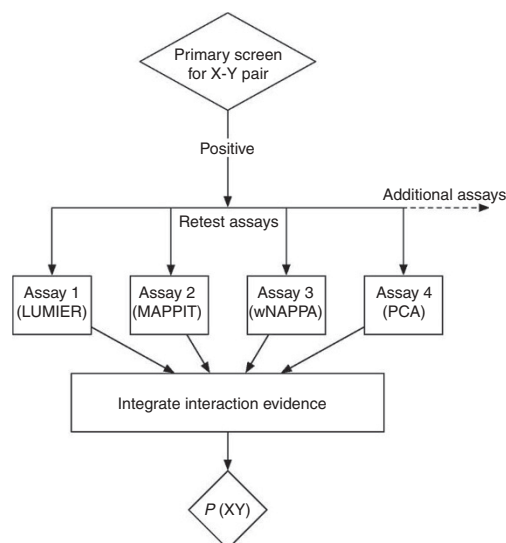 Primary screen
for X-Y pair
Positive
Additional assays
Retest assays
Assay 1
(LUMIER)
Assay 2
(MAPPIT)
Assay 3
(wNAPPA)
Assay 4
(PCA)
Integrate interaction evidence
P (XY)